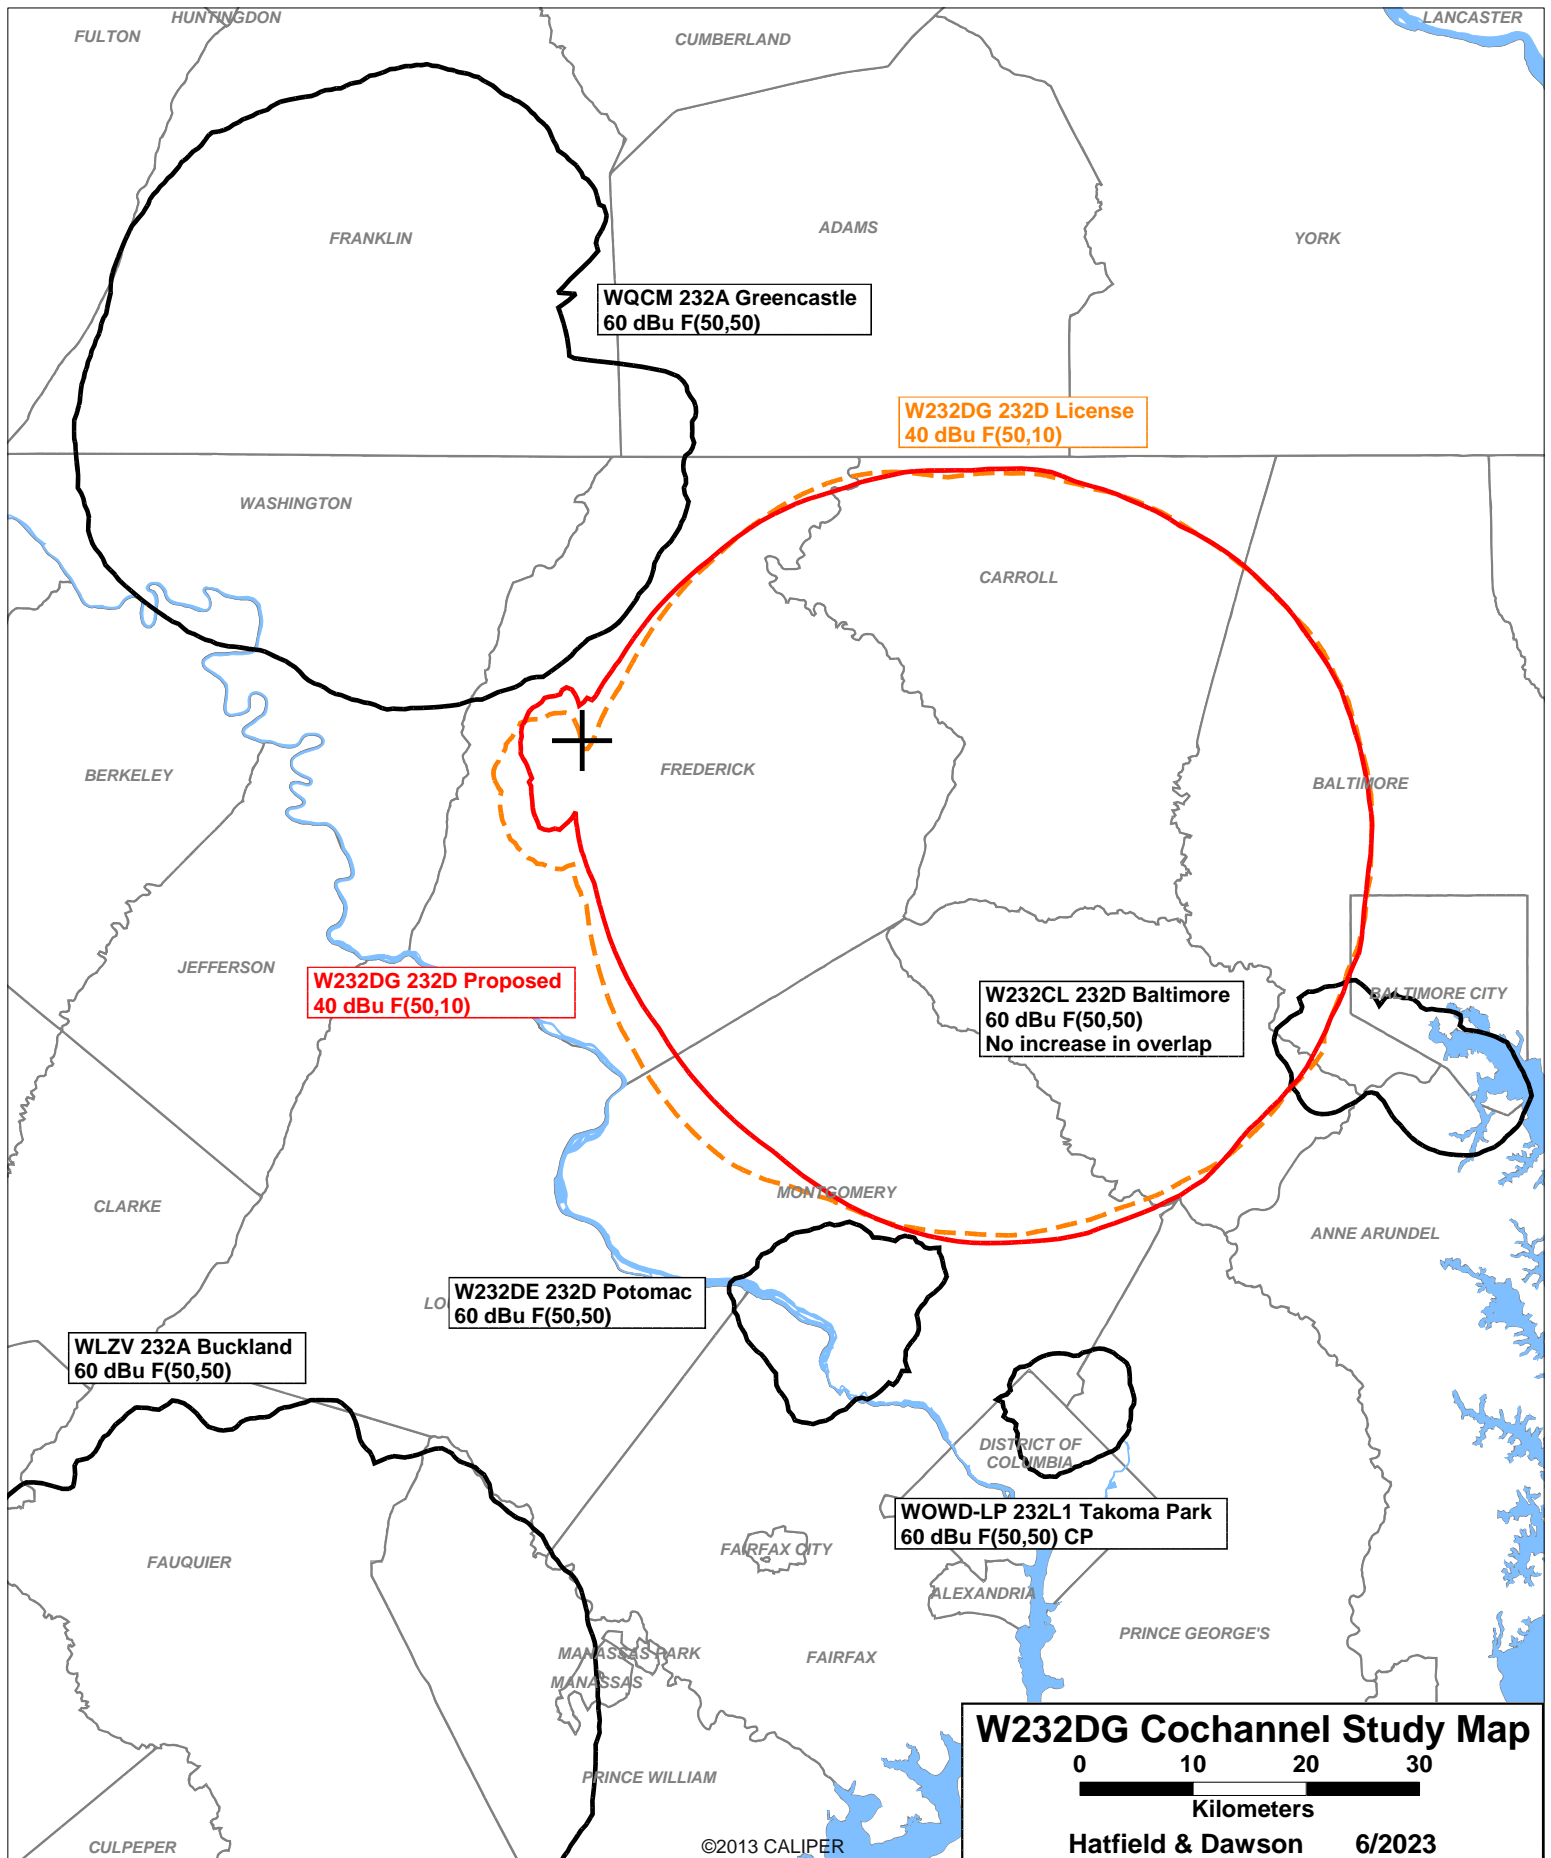 HUNTINGDON
LANCASTER
FULTON
CUMBERLAND
FRANKLIN
ADAMS
YORK
WQCM 232A Greencastle
60 dBu F(50,50)
W232DG 232D License
40 dBu F(50,10)
WASHINGTON
CARROLL
BERKELEY
FREDERICK
BALTIMORE
JEFFERSON
W232DG 232D Proposed
40 dBu F(50,10)
W232CL 232D Baltimore
60 dBu F(50,50)
No increase in overlap
BALTIMORE CITY
CLARKE
MONTGOMERY
ANNE ARUNDEL
LO
W232DE 232D Potomac
60 dBu F(50,50)
WLZV 232A Buckland
60 dBu F(50,50)
DISTRICT OF
COLUMBIA
WOWD-LP 232L1 Takoma Park
60 dBu F(50,50) CP
FAUQUIER
FAIRFAX CITY
ALEXANDRIA
PRINCE GEORGE'S
MANASSAS PARK
FAIRFAX
MANASSAS
PRINCE WILLIAM
CULPEPER
©2013 CALIPER
W232DG Cochannel Study Map
0 10 20 30
Kilometers
Hatfield & Dawson 6/2023